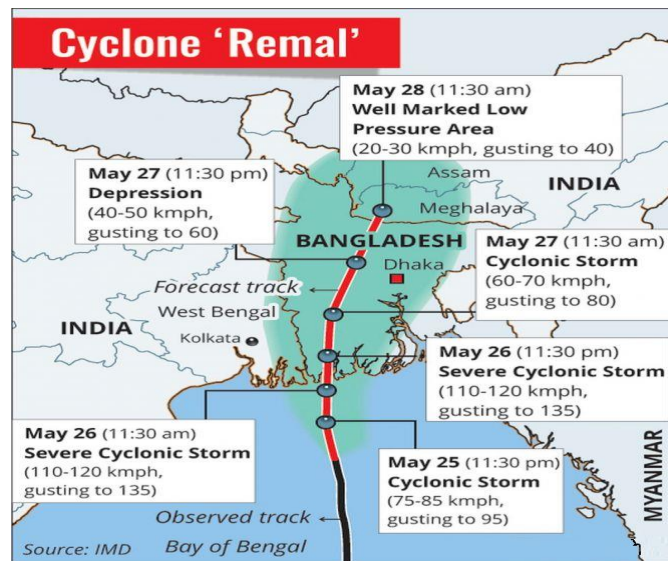 Cyclone ‘Remal’
May 28 (11:30 am)
Well Marked Low
Pressure Area
(20-30 kmph, gusting to 40)
May 27 (11:30 pm)
Depression
(40-50 kmph,
gusting to 60)
Assam
Meghalaya
INDIA
BANGLADESH
Dhaka
May 27 (11:30 am)
Cyclonic Storm
(60-70 kmph,
gusting to 80)
Forecast track
West Bengal
INDIA
Kolkata
May 26 (11:30 pm)
Severe Cyclonic Storm
(110-120 kmph,
gusting to 135)
May 26 (11:30 am)
Severe Cyclonic Storm
(110-120 kmph,
gusting to 135)
May 25 (11:30 pm)
Cyclonic Storm
(75-85 kmph,
gusting to 95)
MYANMAR
Observed track
Source: IMD
Bay of Bengal